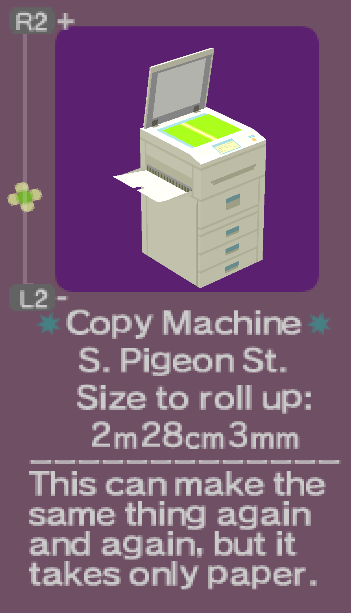 R2 +
L2 -
Copy Machine
S. Pigeon St.
Size to roll up:
2m28cm3mm
This can make the
same thing again
and again, but it
takes only paper.